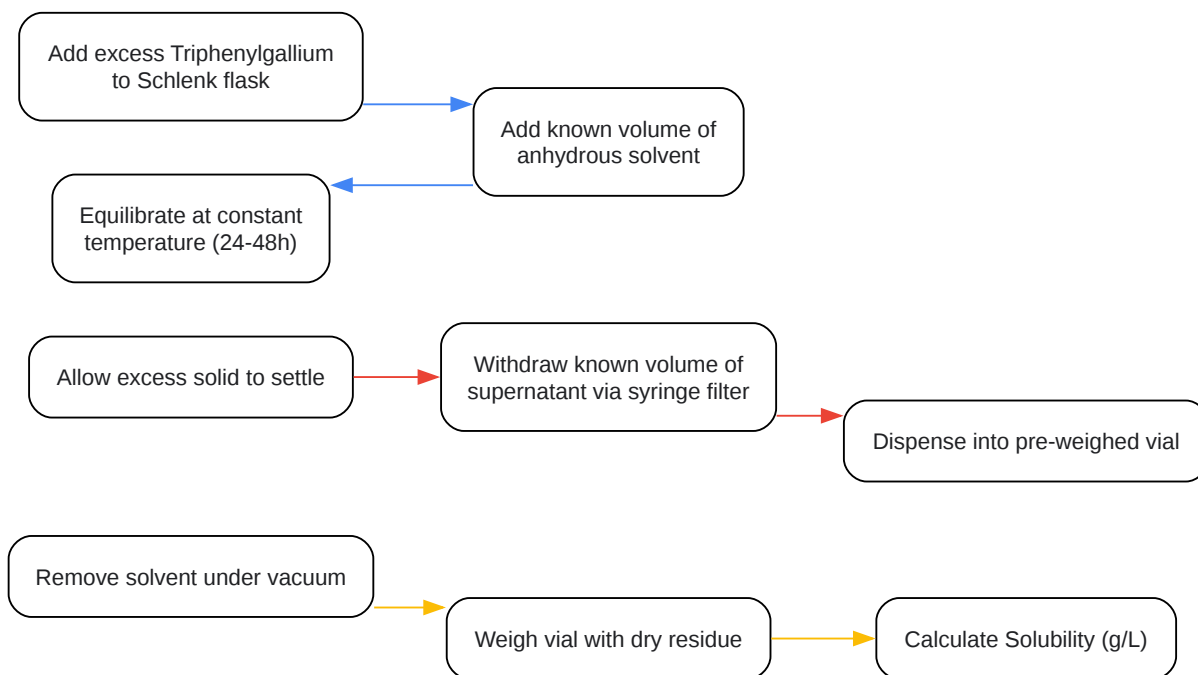 Add excess Triphenylgallium
to Schlenk flask
Add known volume of
anhydrous solvent
Equilibrate at constant
temperature (24-48h)
Allow excess solid to settle
Withdraw known volume of
supernatant via syringe filter
Dispense into pre-weighed vial
Remove solvent under vacuum
Weigh vial with dry residue
Calculate Solubility (g/L)